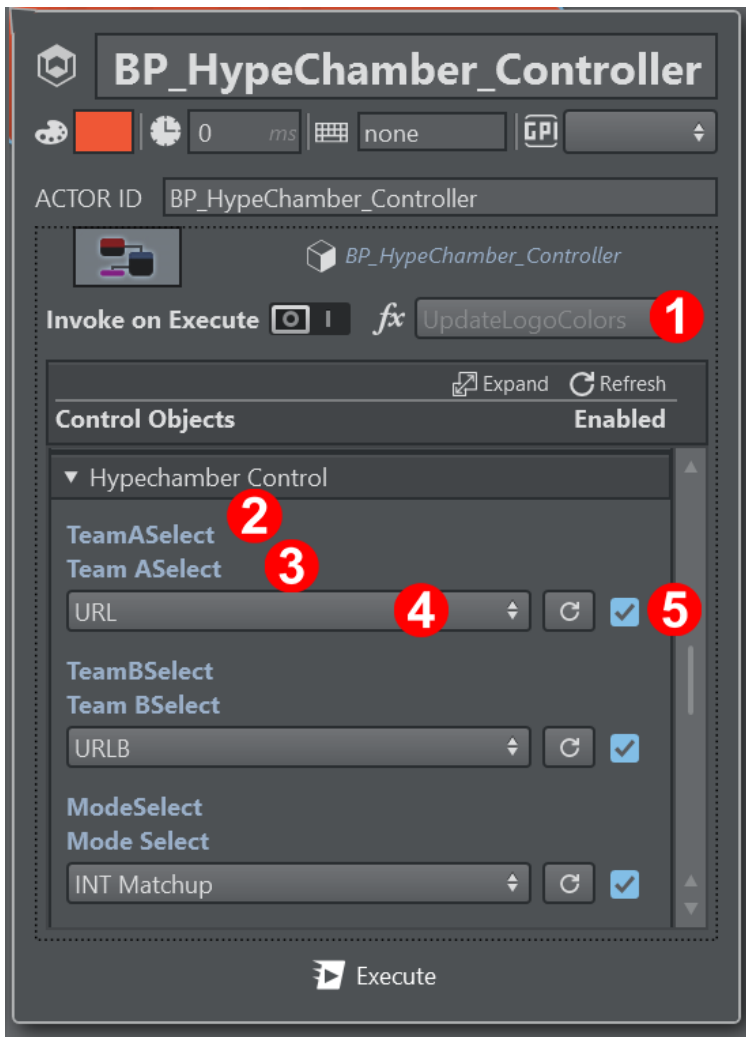 BP_HypeChamber_Controller
0 ms none GPI
ACTOR ID BP_HypeChamber_Controller
BP_HypeChamber_Controller
Invoke on Execute O I fx UpdateLogoColors 1
Expand Refresh
Control Objects Enabled
Hypechamber Control
2
TeamASelect
Team ASelect 3
URL 4 5
TeamBSelect
Team BSelect
URLB
ModeSelect
Mode Select
INT Matchup
Execute